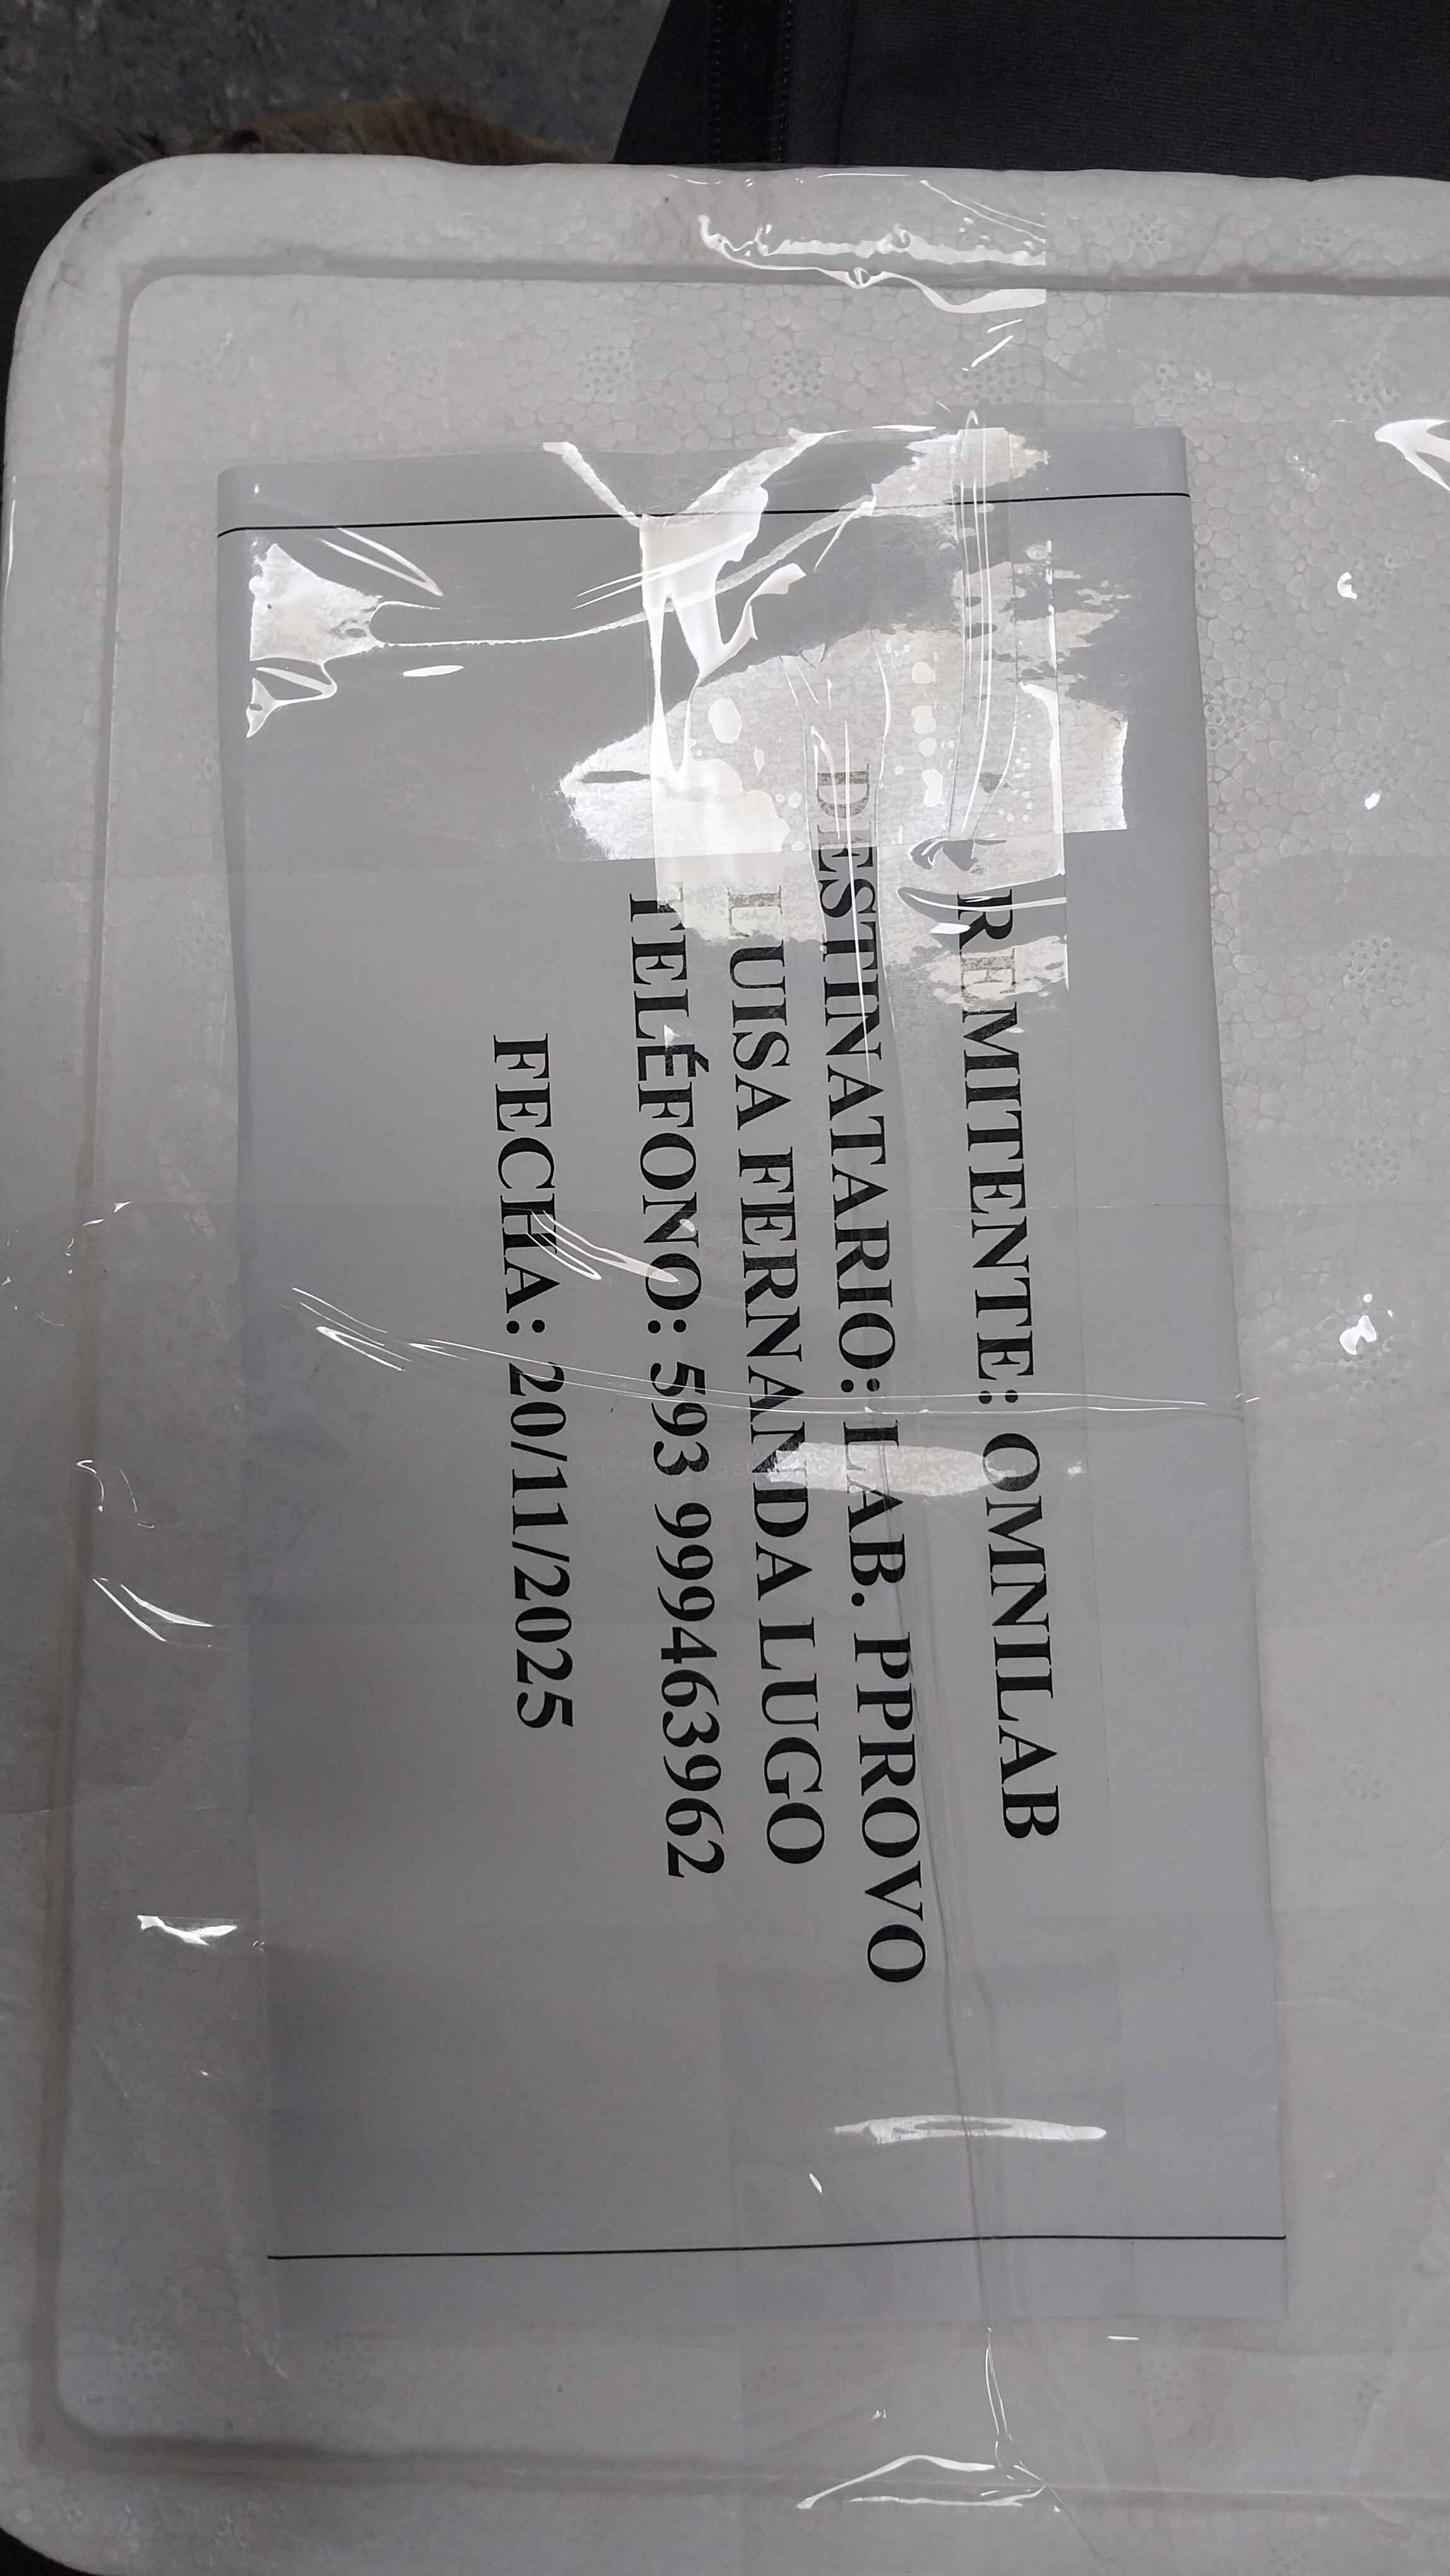 REMITENTE: OMNILAB
DESTINATARIO: LAB. PPROVO
LUISA FERNANDA LUGO
TELÉFONO: 593 999463962
FECHA: 20/11/2025